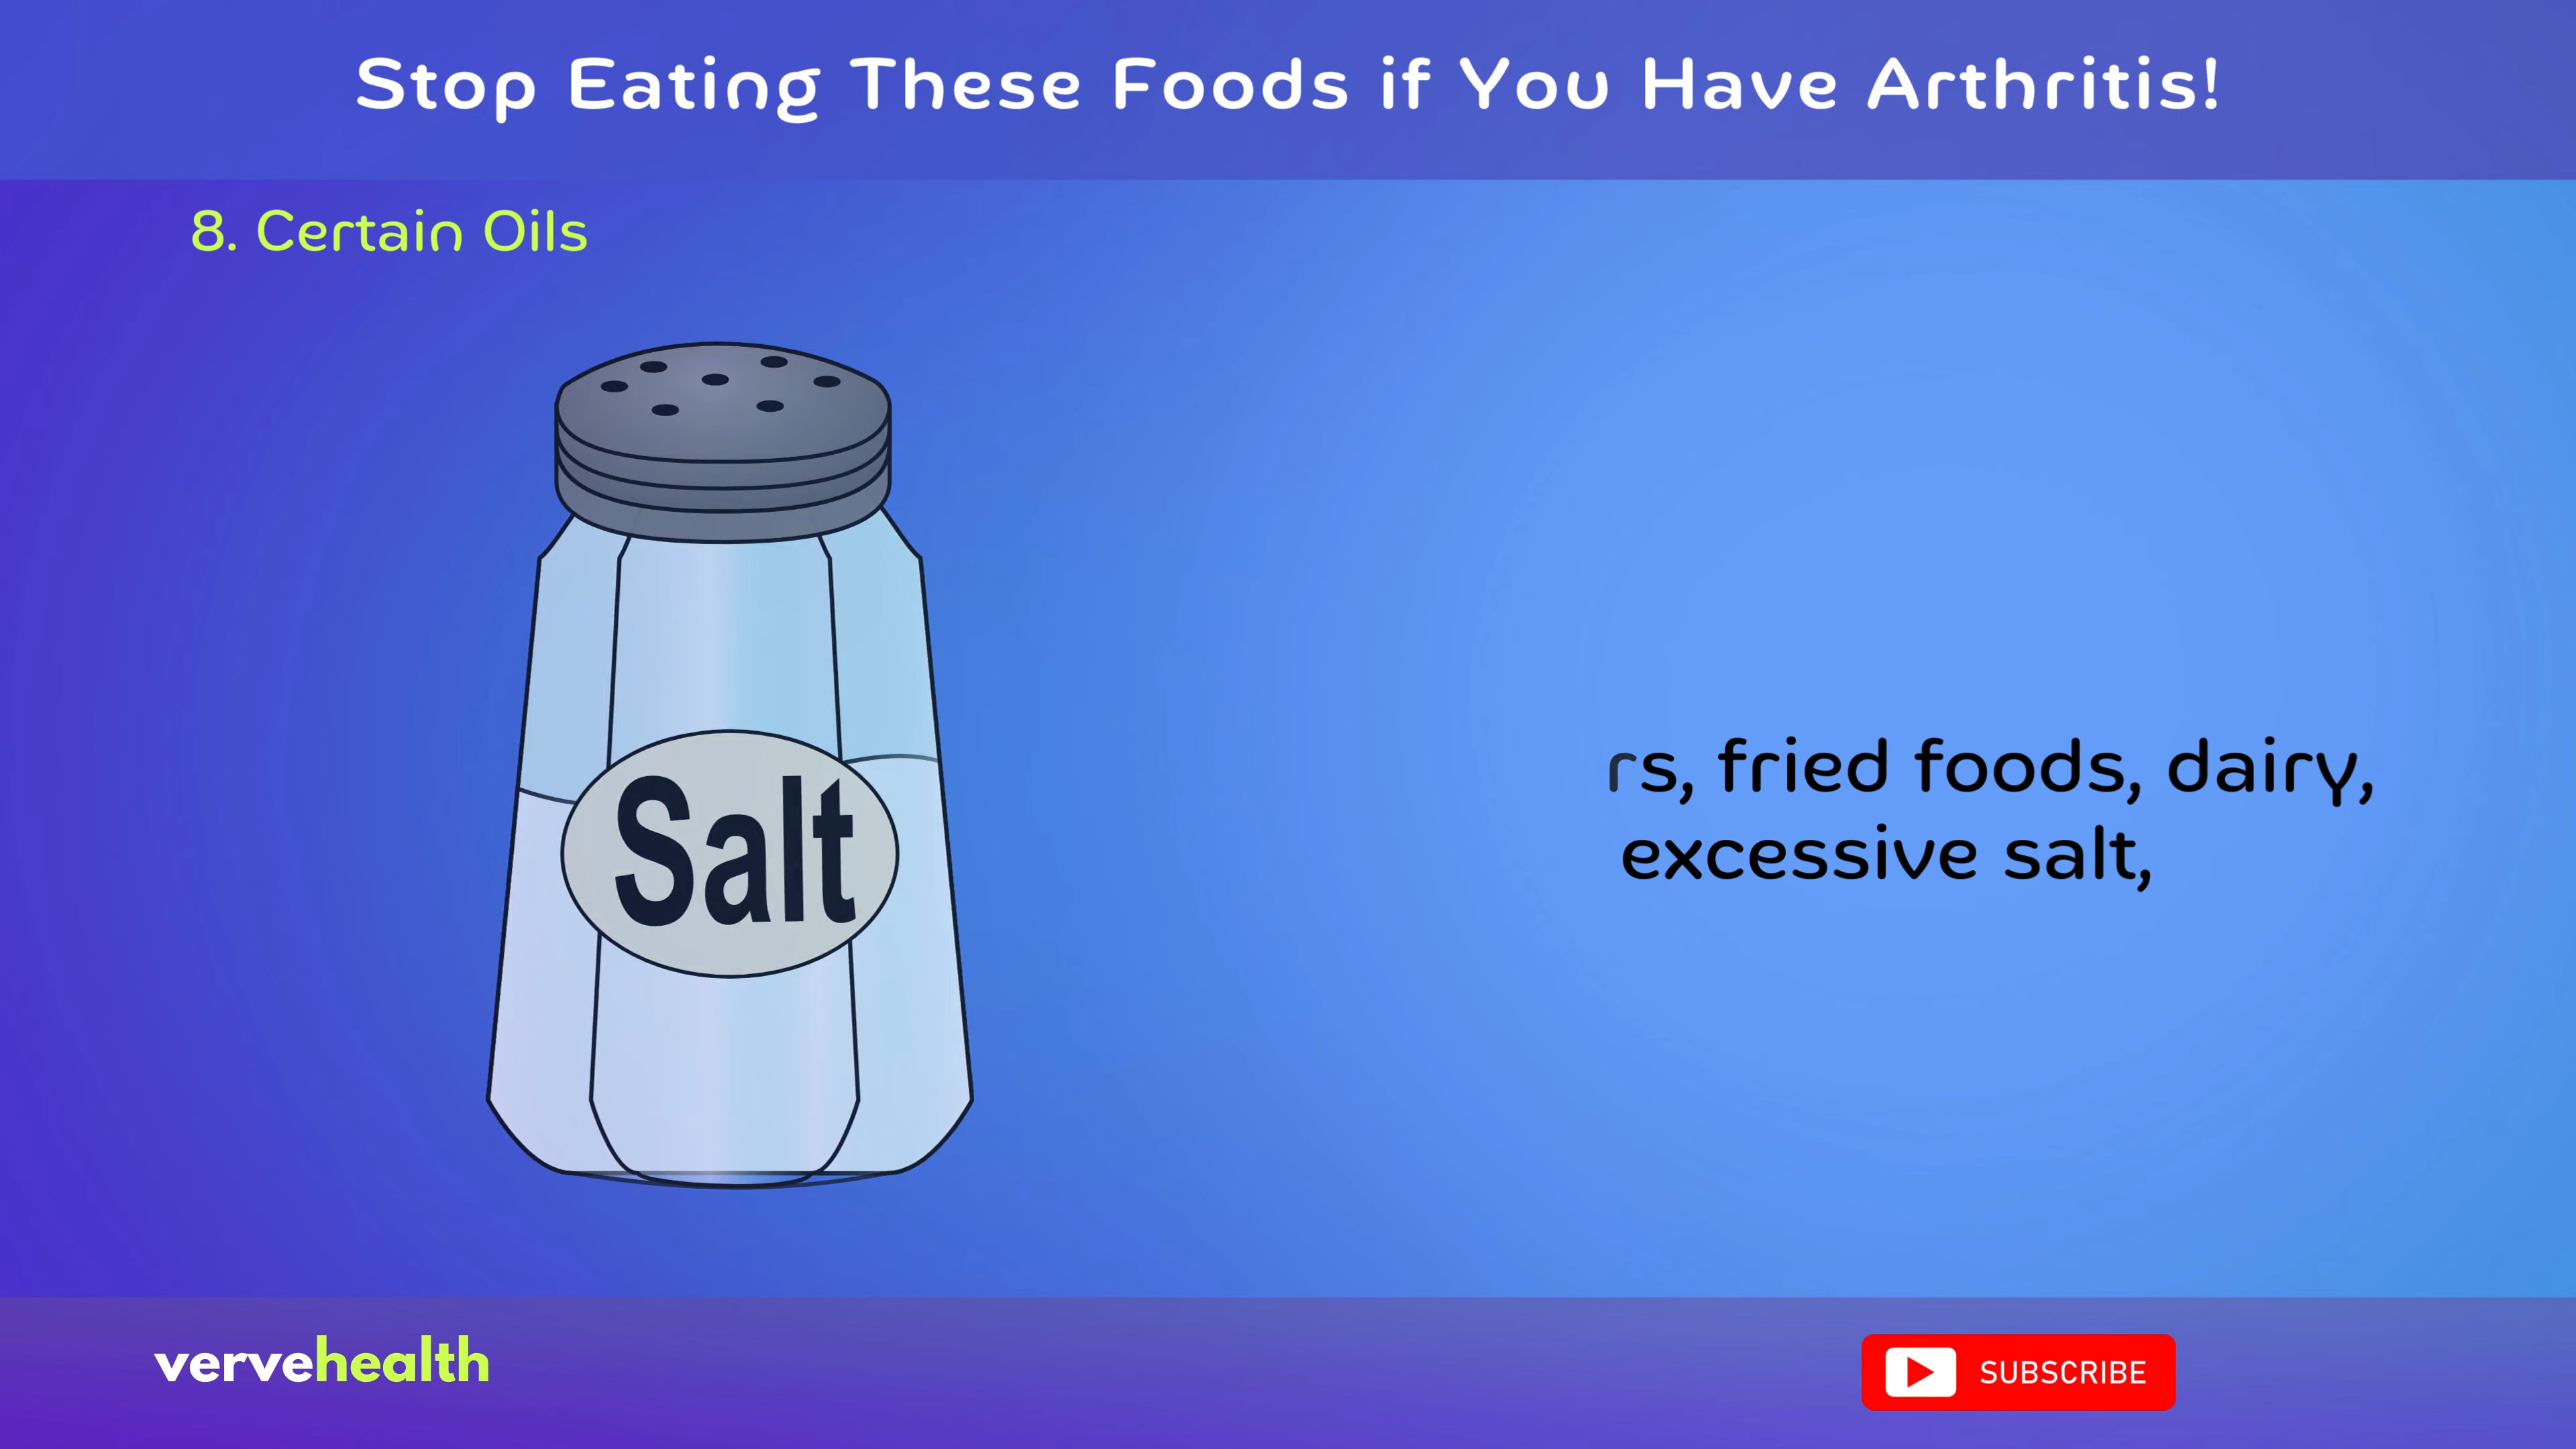 Stop Eating These Foods if You Have Arthritis!
8. Certain Oils
Salt
rs, fried foods, dairy,
excessive salt,
vervehealth
SUBSCRIBE